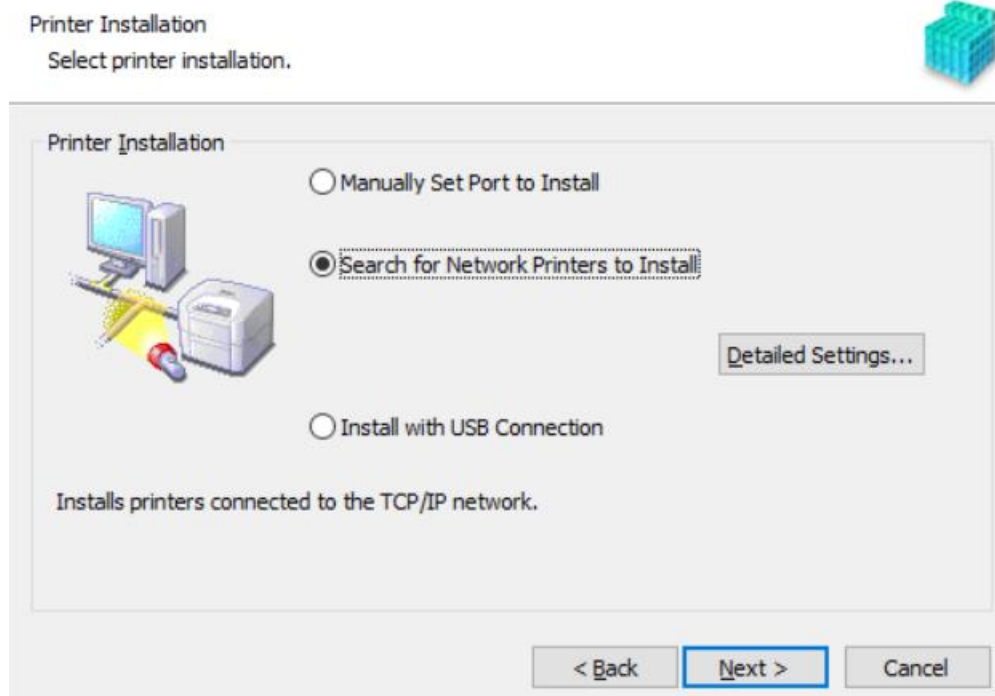 Printer Installation
Select printer installation.
Printer Installation
Manually Set Port to Install
Search for Network Printers to Install
Detailed Settings...
Install with USB Connection
Installs printers connected to the TCP/IP network.
< Back
Next >
Cancel